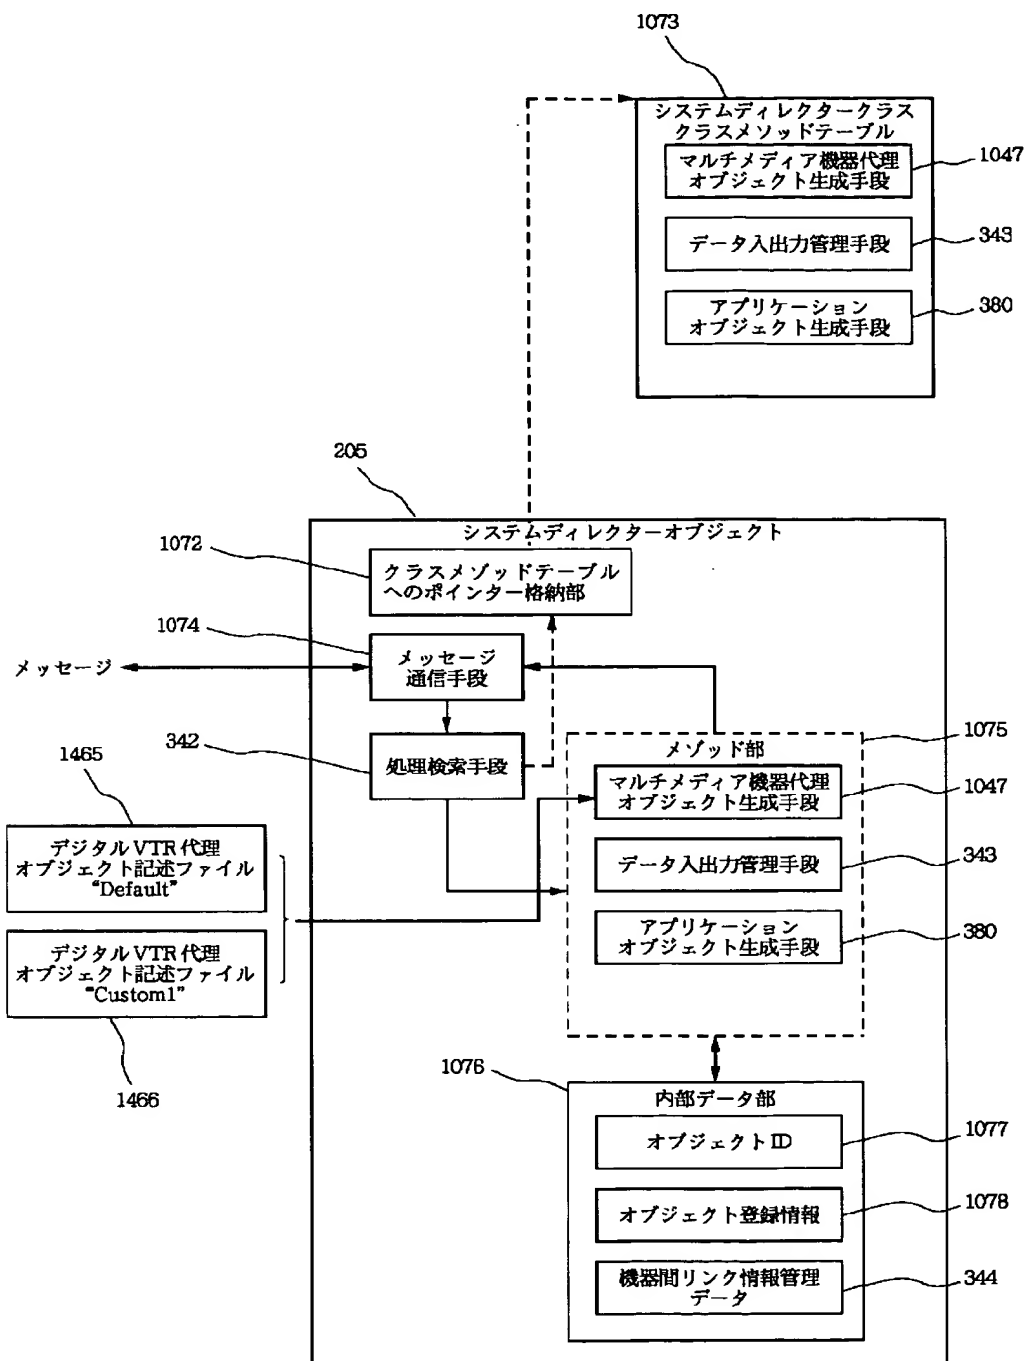 1073
システムディレクタークラス
クラスメソッドテーブル
マルチメディア機器代理
オブジェクト生成手段
1047
データ入出力管理手段
343
アプリケーション
オブジェクト生成手段
380
205
システムディレクターオブジェクト
1072
クラスメゾッドテーブル
へのポインター格納部
1074
メッセージ
メッセージ
通信手段
342
処理検索手段
1075
メゾッド部
マルチメディア機器代理
オブジェクト生成手段
1047
1465
デジタルVTR代理
オブジェクト記述ファイル
"Default"
データ入出力管理手段
343
アプリケーション
オブジェクト生成手段
380
デジタルVTR代理
オブジェクト記述ファイル
"Custom1"
1466
1076
内部データ部
オブジェクトID
1077
オブジェクト登録情報
1078
機器間リンク情報管理
データ
344